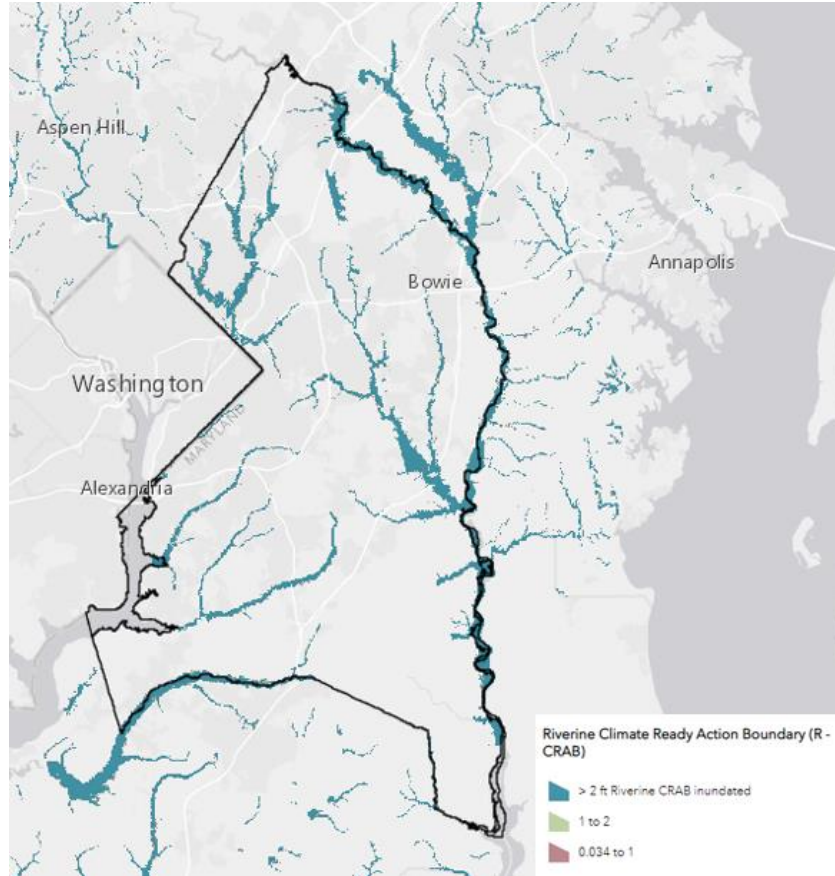 Aspen Hill
Annapolis
Bowie
Washington
MARYLAND
Alexandria
Riverine Climate Ready Action Boundary (R -
CRAB)
> 2 ft Riverine CRAB inundated
1 to 2
0.034 to 1